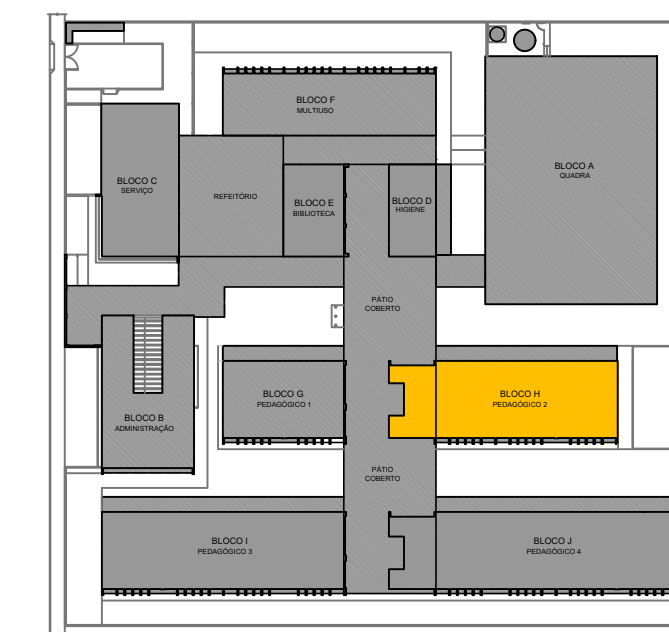 BLOCO F
MULTIUSO
BLOCO A
QUADRA
BLOCO C
SERVIÇO
REFEITÓRIO
BLOCO E
BIBLIOTECA
BLOCO D
HIGIENE
PÁTIO
COBERTO
BLOCO G
PEDAGÓGICO 1
BLOCO H
PEDAGÓGICO 2
BLOCO B
ADMINISTRAÇÃO
PÁTIO
COBERTO
BLOCO I
PEDAGÓGICO 3
BLOCO J
PEDAGÓGICO 4